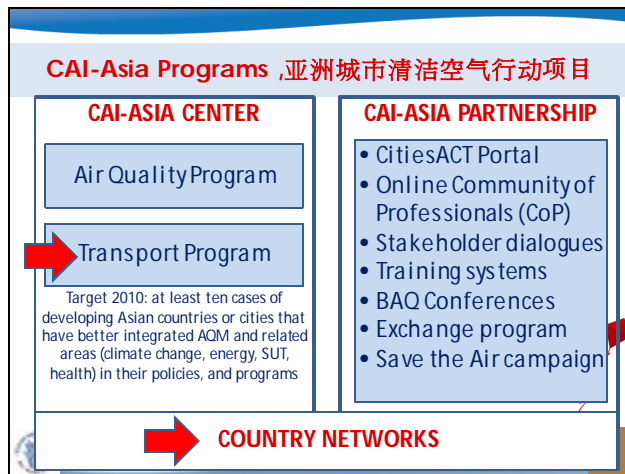 CAI-Asia Programs ,亚洲城市清洁空气行动项目
CAI-ASIA CENTER
Air Quality Program
Transport Program
Target 2010: at least ten cases of
developing Asian countries or cities that
have better integrated AQM and related
areas (climate change, energy, SUT,
health) in their policies, and programs
CAI-ASIA PARTNERSHIP
• CitiesACT Portal
• Online Community of
Professionals (CoP)
• Stakeholder dialogues
• Training systems
• BAQ Conferences
• Exchange program
• Save the Air campaign
COUNTRY NETWORKS